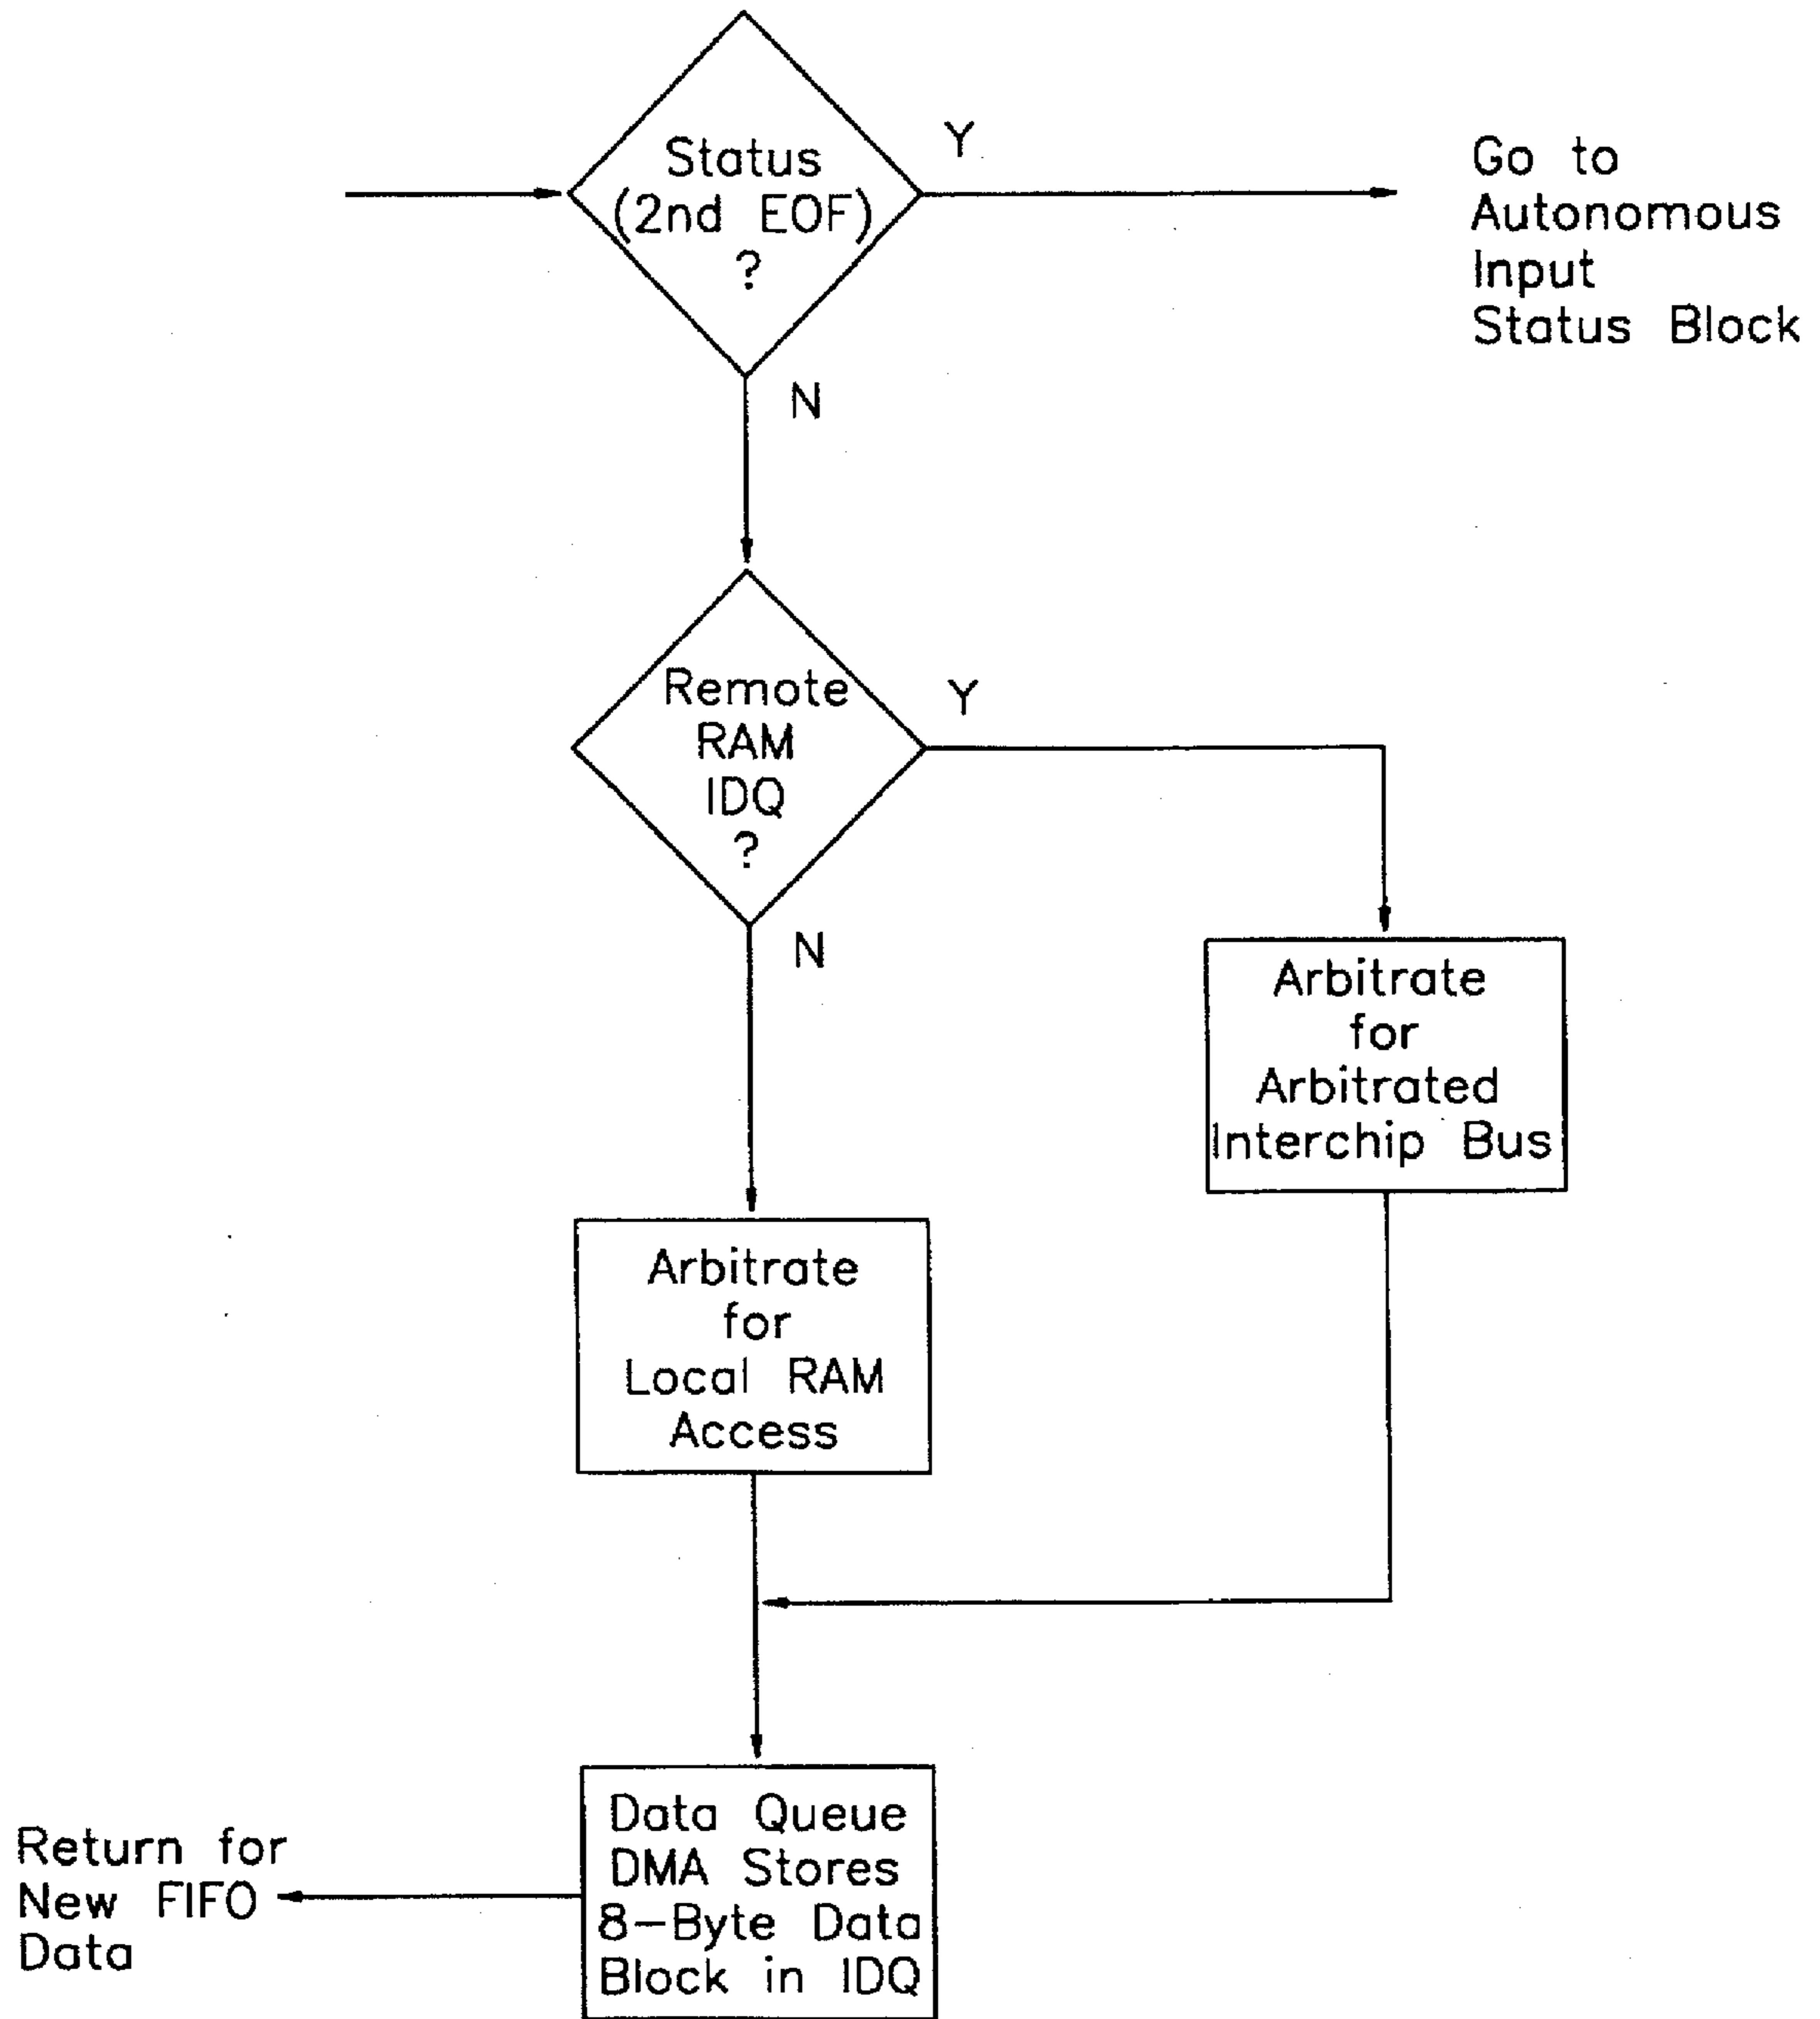 Status
(2nd EOF)
?
Y
Go to
Autonomous
Input
Status Block
N
Remote
RAM
IDQ
?
Y
N
Arbitrate
for
Arbitrated
Interchip Bus
Arbitrate
for
Local RAM
Access
Data Queue
DMA Stores
8-Byte Data
Block in IDQ
Return for
New FIFO
Data